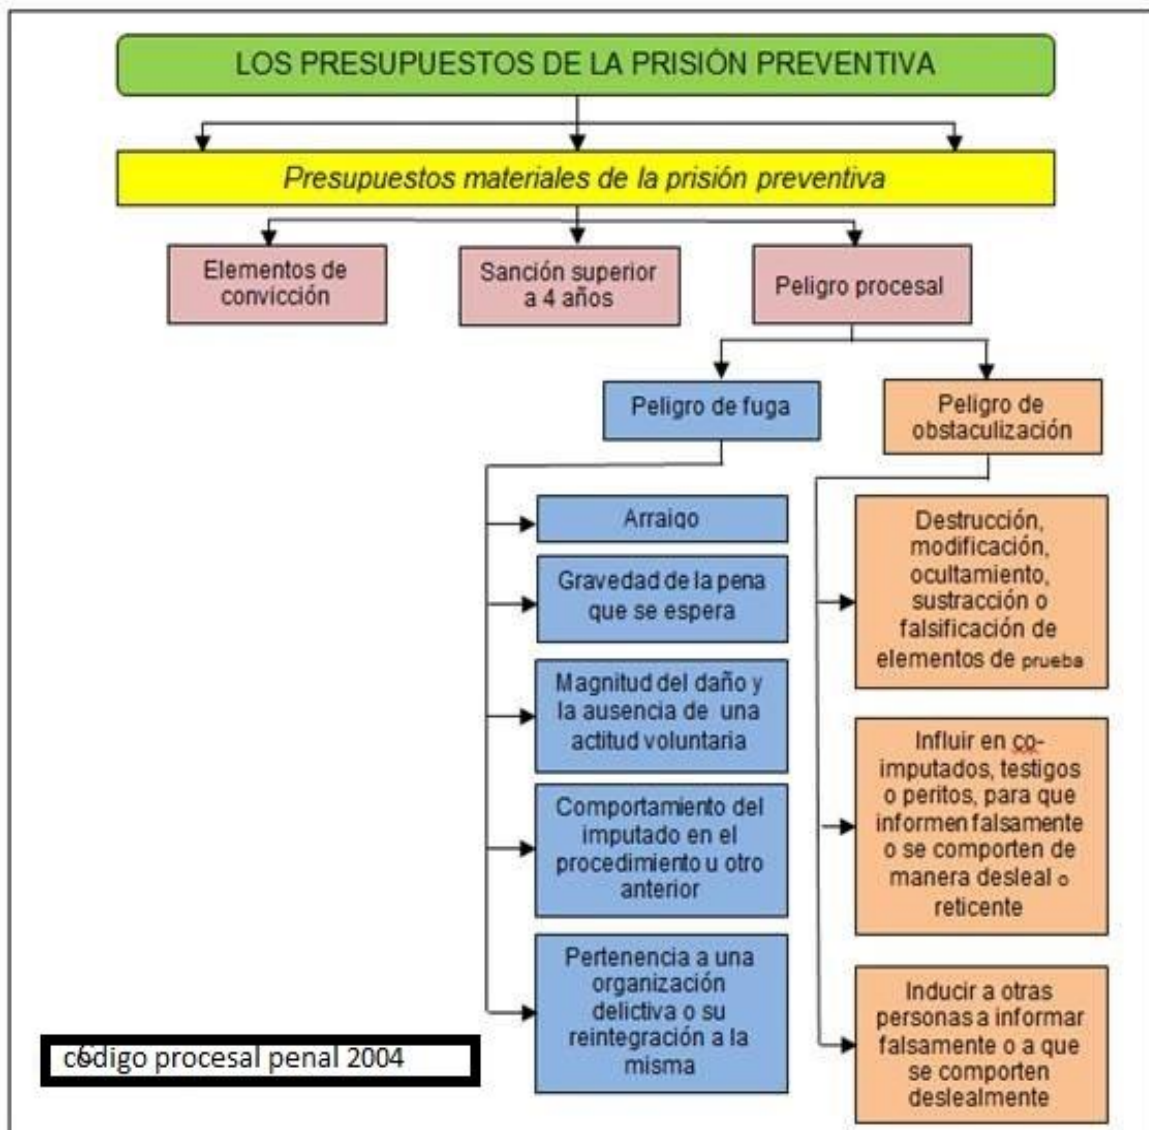 LOS PRESUPUESTOS DE LA PRISIÓN PREVENTIVA
Presupuestos materiales de la prisión preventiva
Elementos de
convicción
Sanción superior
a 4 años
Peligro procesal
Peligro de fuga
Peligro de
obstaculización
Arraigo
Gravedad de la pena
que se espera
Magnitud del daño y
la ausencia de una
actitud voluntaria
Comportamiento del
imputado en el
procedimiento u otro
anterior
Pertenencia a una
organización
delictiva o su
reintegración a la
misma
Destrucción,
modificación,
ocultamiento,
sustracción o
falsificación de
elementos de prueba
Influir en co-
imputados, testigos
o peritos, para que
informen falsamente
o se comporten de
manera desleal o
reticente
Inducir a otras
personas a informar
falsamente o a que
se comporten
deslealmente
código procesal penal 2004